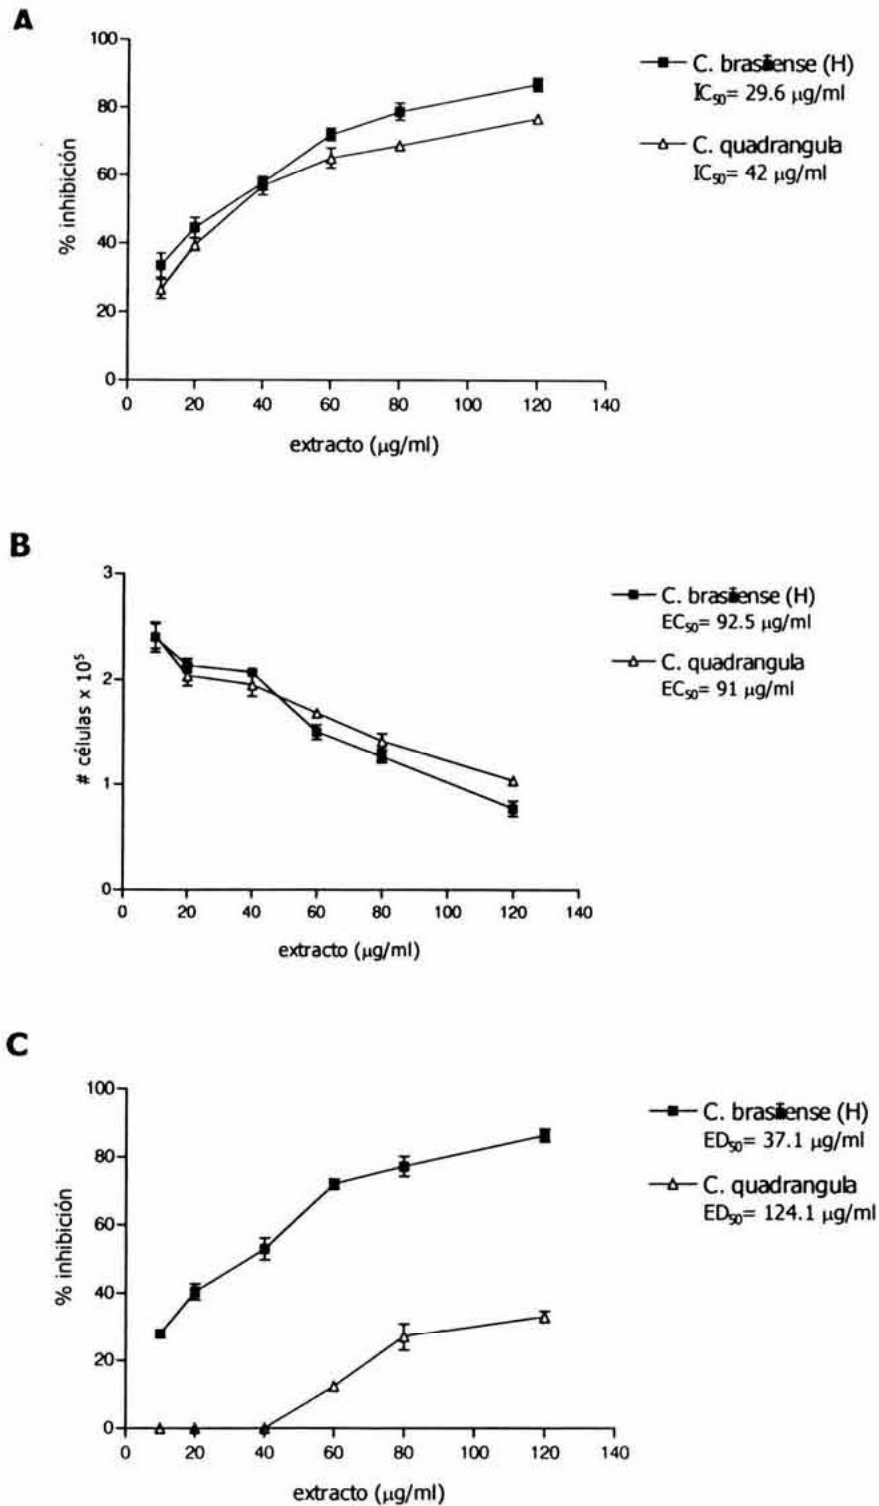 A
100
80
60
40
20
0
% inhibición
0 20 40 60 80 100 120 140
extracto (μg/ml)
C. brasiliense (H)
IC50= 29.6 μg/ml
C. quadrangula
IC50= 42 μg/ml
B
3
2
1
0
# células x 10⁵
0 20 40 60 80 100 120 140
extracto (μg/ml)
C. brasiliense (H)
EC50= 92.5 μg/ml
C. quadrangula
EC50= 91 μg/ml
C
100
80
60
40
20
0
% inhibición
0 20 40 60 80 100 120 140
extracto (μg/ml)
C. brasiliense (H)
ED50= 37.1 μg/ml
C. quadrangula
ED50= 124.1 μg/ml